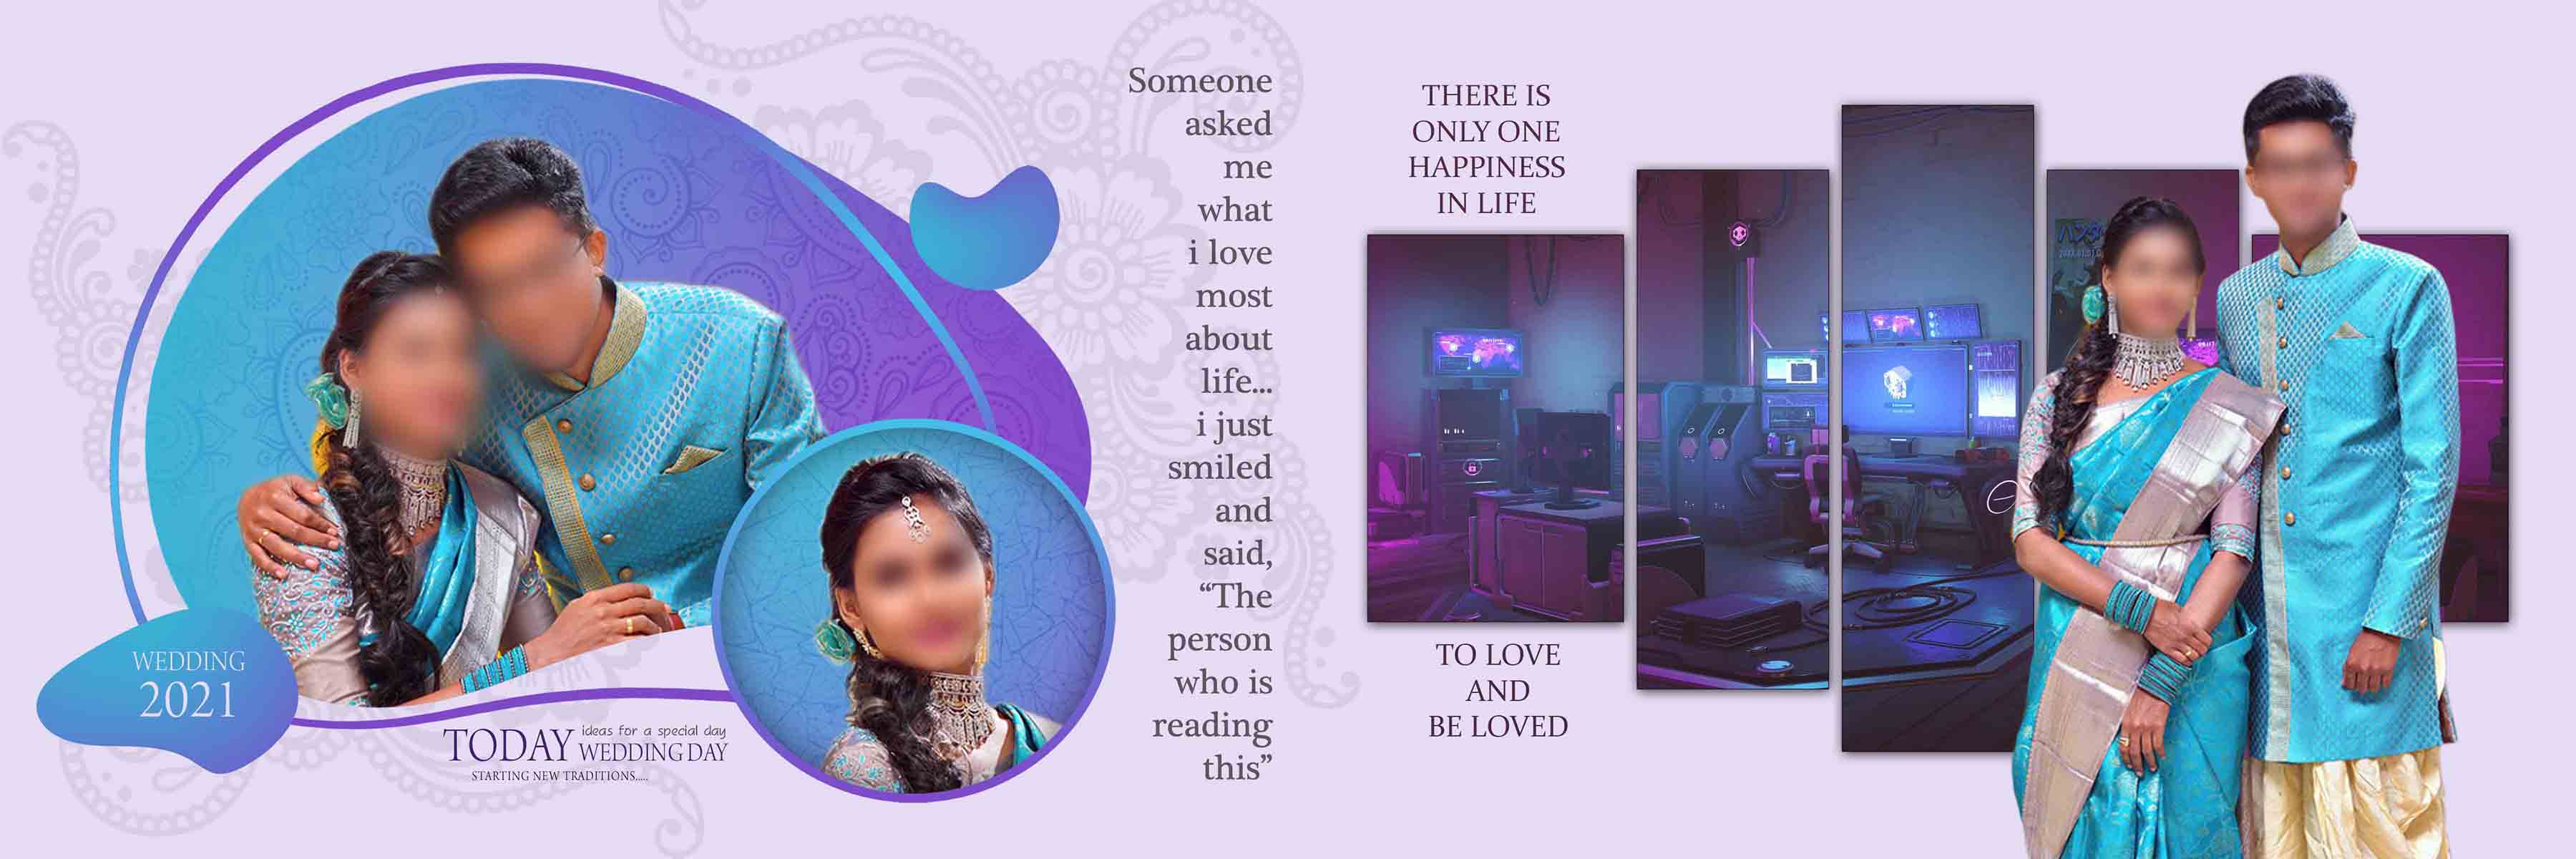 WEDDING
2021
TODAY ideas for a special day
WEDDING DAY
STARTING NEW TRADITIONS.....
Someone
asked
me
what
i love
most
about
life...
i just
smiled
and
said,
“The
person
who is
reading
this”
THERE IS
ONLY ONE
HAPPINESS
IN LIFE
TO LOVE
AND
BE LOVED